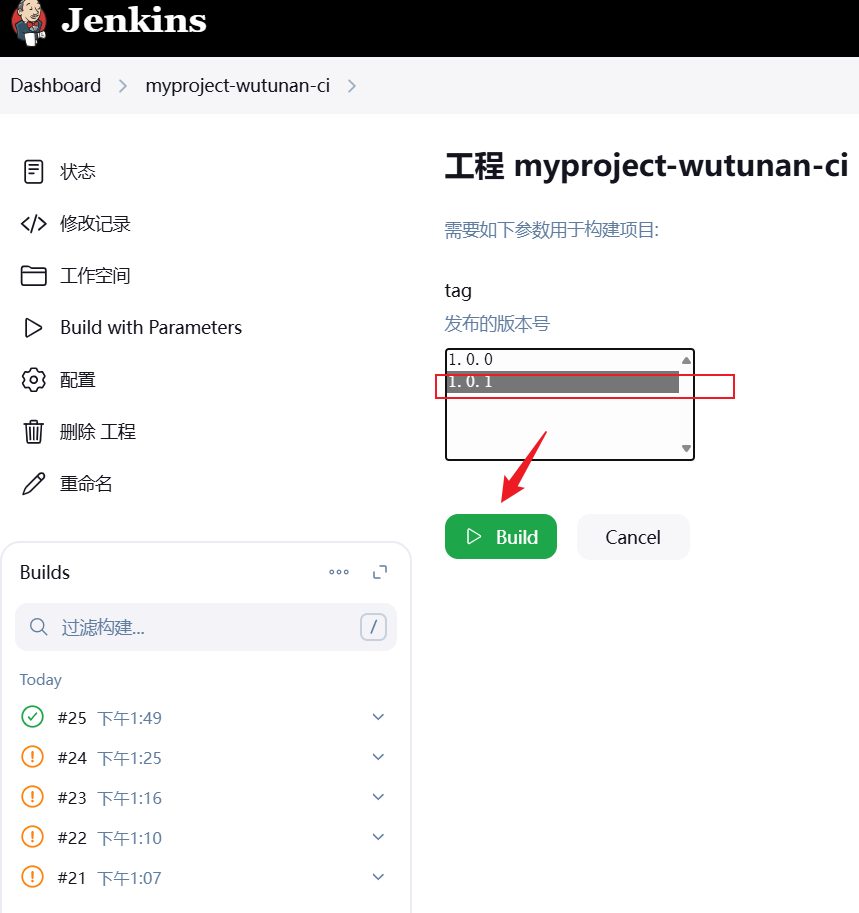 Jenkins
Dashboard myproject-wutunan-ci
状态
修改记录
工作空间
Build with Parameters
配置
删除 工程
重命名
工程 myproject-wutunan-ci
需要如下参数用于构建项目:
tag
发布的版本号
1.0.0
1.0.1
Build Cancel
Builds
过滤构建... /
Today
#25 下午1:49
#24 下午1:25
#23 下午1:16
#22 下午1:10
#21 下午1:07